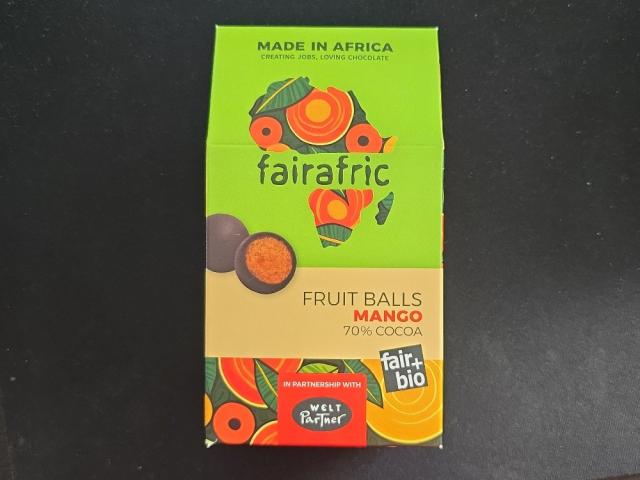 MADE IN AFRICA
CREATING JOBS, LOVING CHOCOLATE
fairafric
FRUIT BALLS
MANGO
70% COCOA
fair+
bio
IN PARTNERSHIP WITH
WELT
ParTner